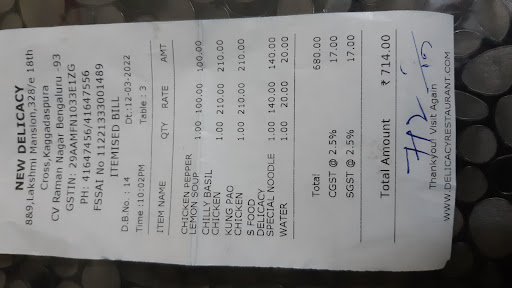 NEW DELICACY
8&9,Lakshmi Mansion,328/e 18th
Cross,Kaggadaspura
CV Raman Nagar Bengaluru -93
GSTIN: 29AAMFN1033E1ZG
PH: 41647456/41647556
FSSAI No 11221333001489
ITEMISED BILL
D.B.No. : 14 Dt:12-03-2022
Time :10:02PM Table : 3
ITEM NAME QTY RATE AMT
CHICKEN PEPPER
LEMON SOUP 1.00 100.00 100.00
CHILLY BASIL
CHICKEN 1.00 210.00 210.00
KUNG PAO
CHICKEN 1.00 210.00 210.00
S FOOD
DELICACY
SPECIAL NOODLE 1.00 140.00 140.00
WATER 1.00 20.00 20.00
Total 680.00
CGST @ 2.5% 17.00
SGST @ 2.5% 17.00
Total Amount ₹ 714.00
Thankyou! Visit Again
WWW.DELICACYRESTAURANT.COM